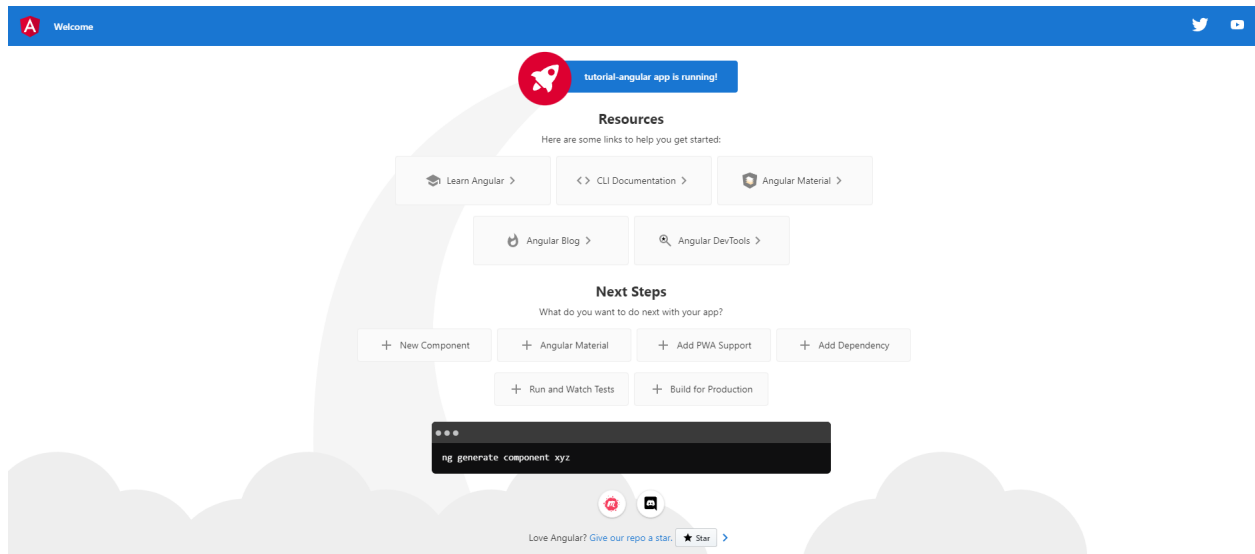 Welcome
tutorial-angular app is running!
Resources
Here are some links to help you get started:
Learn Angular
CLI Documentation
Angular Material
Angular Blog
Angular DevTools
Next Steps
What do you want to do next with your app?
New Component
Angular Material
Add PWA Support
Add Dependency
Run and Watch Tests
Build for Production
ng generate component xyz
Love Angular? Give our repo a star. Star